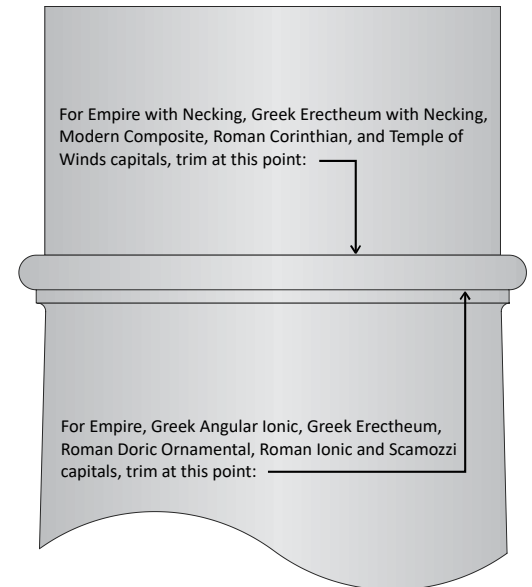 For Empire with Necking, Greek Erectheum with Necking,
Modern Composite, Roman Corinthian, and Temple of
Winds capitals, trim at this point:
For Empire, Greek Angular Ionic, Greek Erectheum,
Roman Doric Ornamental, Roman Ionic and Scamozzi
capitals, trim at this point: